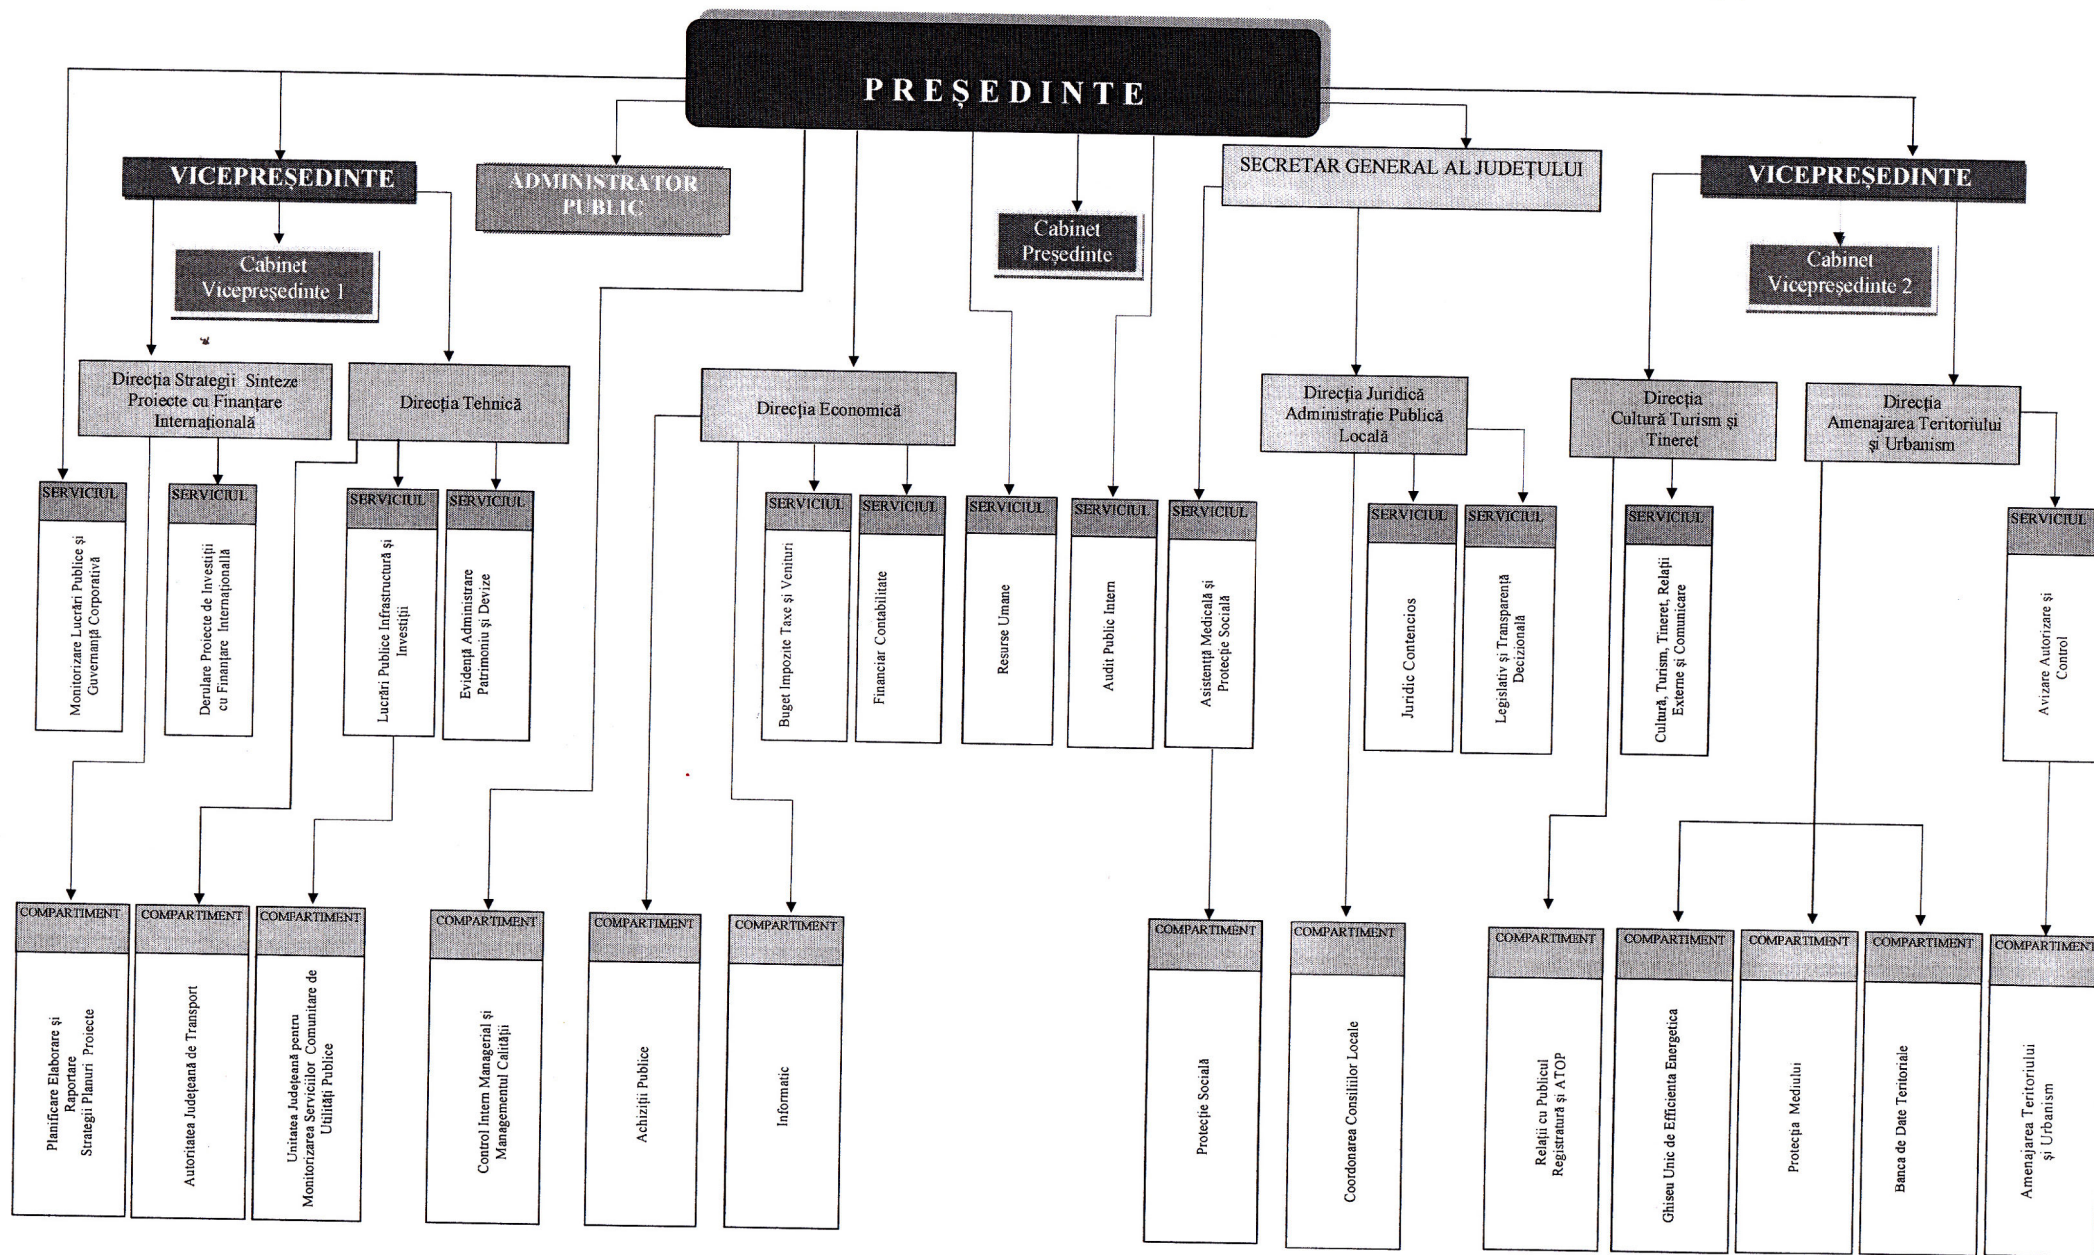 PREȘEDINTE
VICEPREȘEDINTE
ADMINISTRATOR
PUBLIC
SECRETAR GENERAL AL JUDEȚULUI
VICEPREȘEDINTE
Cabinet
Vicepreședinte 1
Cabinet
Președinte
Cabinet
Vicepreședinte 2
Direcția Strategii Sinteze
Proiecte cu Finanțare
Internațională
Direcția Tehnică
Direcția Economică
Direcția Juridică
Administrație Publică
Locală
Direcția
Cultură Turism și
Tineret
Direcția
Amenajarea Teritoriului
și Urbanism
SERVICIUL
Monitorizare Lucrări Publice și
Guvernanță Corporativă
SERVICIUL
Derulare Proiecte de Investiții
cu Finanțare Internațională
SERVICIUL
Lucrări Publice Infrastructură și
Investiții
SERVICIUL
Evidență Administrare
Patrimoniu și Devize
SERVICIUL
Buget Impozite Taxe și Venituri
SERVICIUL
Financiar Contabilitate
SERVICIUL
Resurse Umane
SERVICIUL
Audit Public Intern
SERVICIUL
Asistență Medicală și
Protecție Socială
SERVICIUL
Juridic Contencios
SERVICIUL
Legislativ și Transparență
Decizională
SERVICIUL
Cultură, Turism, Tineret, Relații
Externe și Comunicare
SERVICIUL
Avizare Autorizare și
Control
COMPARTIMENT
Planificare Elaborare și
Raportare
Strategii Planuri Proiecte
COMPARTIMENT
Autoritatea Județeană de Transport
COMPARTIMENT
Unitatea Județeană pentru
Monitorizarea Serviciilor Comunitare de
Utilități Publice
COMPARTIMENT
Control Intern Managerial și
Managementul Calității
COMPARTIMENT
Achiziții Publice
COMPARTIMENT
Informatic
COMPARTIMENT
Protecție Socială
COMPARTIMENT
Coordonarea Consiliilor Locale
COMPARTIMENT
Relații cu Publicul
Registratură și ATOP
COMPARTIMENT
Ghiseu Unic de Efficienta Energetica
COMPARTIMENT
Protecția Mediului
COMPARTIMENT
Banca de Date Teritoriale
COMPARTIMENT
Amenajarea Teritoriului
și Urbanism